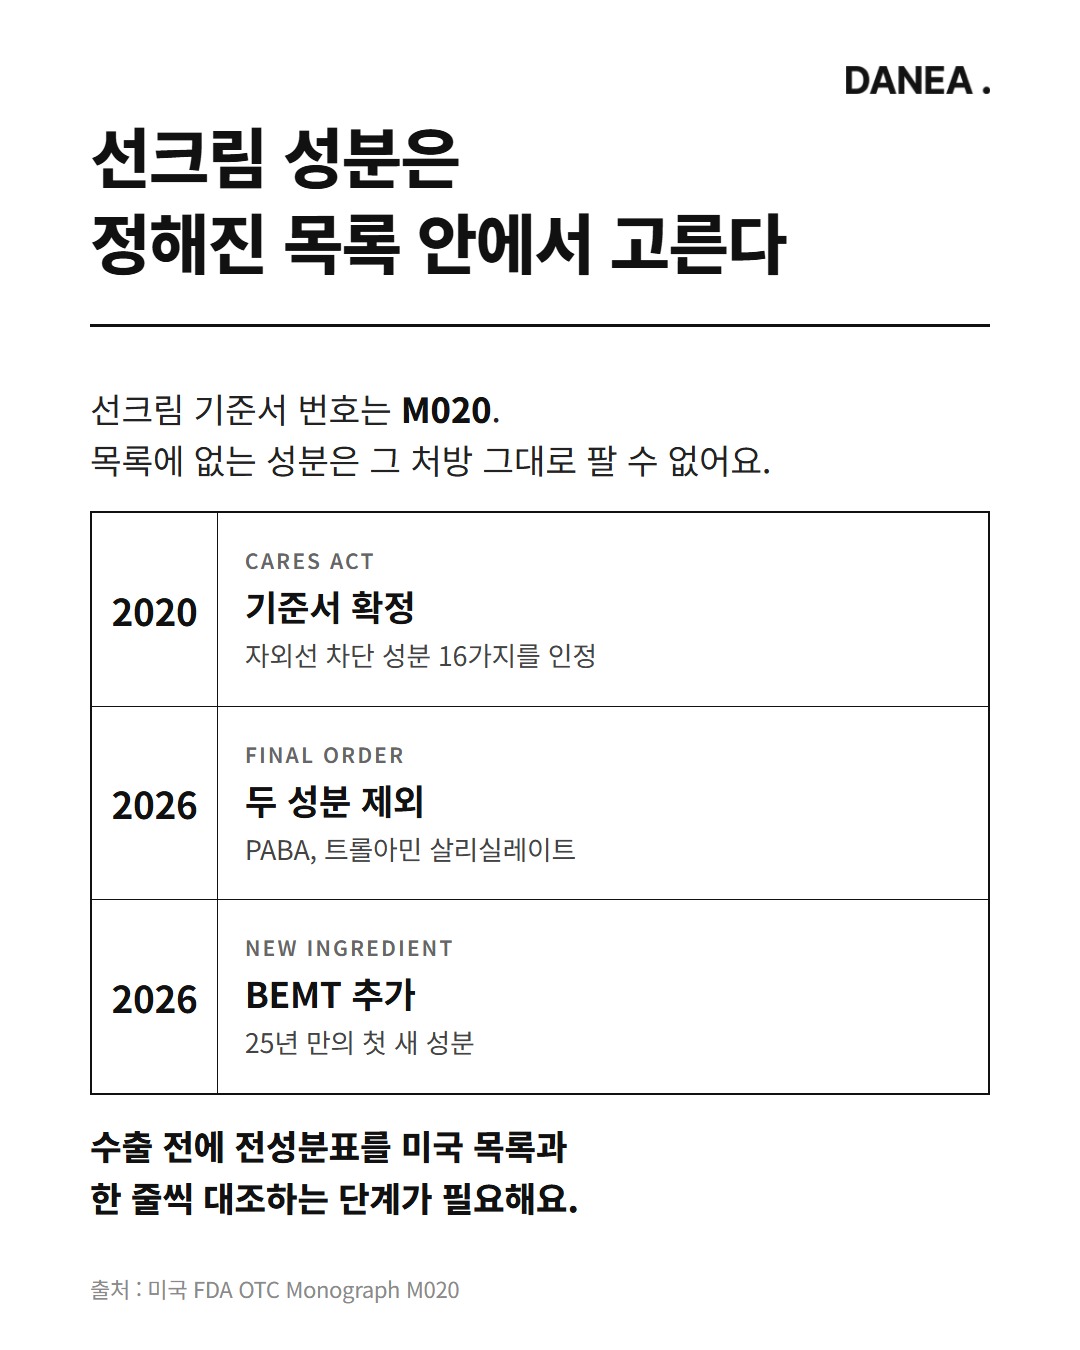 DANEA .
선크림 성분은
정해진 목록 안에서 고른다
선크림 기준서 번호는 M020.
목록에 없는 성분은 그 처방 그대로 팔 수 없어요.
2020
CARES ACT
기준서 확정
자외선 차단 성분 16가지를 인정
2026
FINAL ORDER
두 성분 제외
PABA, 트롤아민 살리실레이트
2026
NEW INGREDIENT
BEMT 추가
25년 만의 첫 새 성분
수출 전에 전성분표를 미국 목록과
한 줄씩 대조하는 단계가 필요해요.
출처 : 미국 FDA OTC Monograph M020